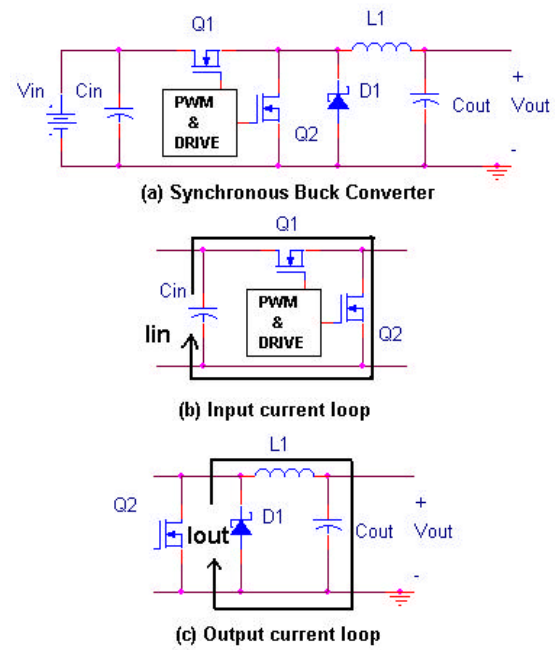 Q1
L1
Vin
Cin
PWM
&
DRIVE
Q2
D1
Cout
+
Vout
-
(a) Synchronous Buck Converter
Q1
Cin
PWM
&
DRIVE
Iin
Q2
(b) Input current loop
L1
Q2
D1
Iout
Cout
+
Vout
-
(c) Output current loop